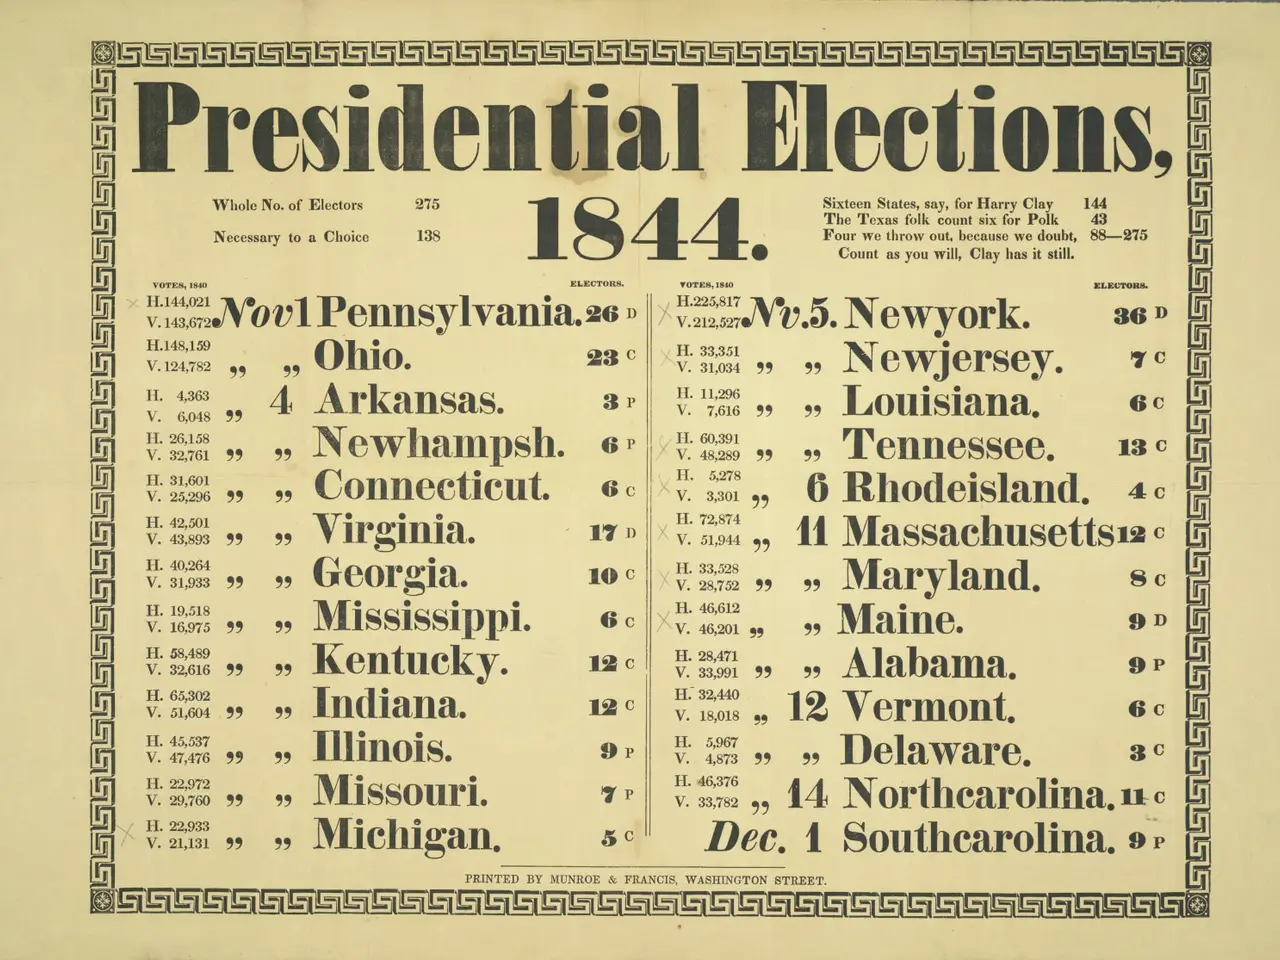 Presidential Elections,
1844.
Whole No. of Electors 275
Necessary to a Choice 138
Sixteen States, say, for Harry Clay 144
The Texas folk count six for Polk 43
Four we throw out, because we doubt, 88—275
Count as you will, Clay has it still.
VOTES, 1840 ELECTORS.
H.144,021
V. 143,672 Nov 1 Pennsylvania. 26 D
H.148,159
V. 124,782 „ „ Ohio. 23 C
H. 4,363
V. 6,048 „ 4 Arkansas. 3 P
H. 26,158
V. 32,761 „ „ Newhampsh. 6 P
H. 31,601
V. 25,296 „ „ Connecticut. 6 C
H. 42,501
V. 43,893 „ „ Virginia. 17 D
H. 40,264
V. 31,933 „ „ Georgia. 10 C
H. 19,518
V. 16,975 „ „ Mississippi. 6 C
H. 58,489
V. 32,616 „ „ Kentucky. 12 C
H. 65,302
V. 51,604 „ „ Indiana. 12 C
H. 45,537
V. 47,476 „ „ Illinois. 9 P
H. 22,972
V. 29,760 „ „ Missouri. 7 P
H. 22,933
V. 21,131 „ „ Michigan. 5 C
VOTES, 1840 ELECTORS.
H.225,817
V.212,527 Nv. 5. Newyork. 36 D
H. 33,351
V. 31,034 „ „ Newjersey. 7 C
H. 11,296
V. 7,616 „ „ Louisiana. 6 C
H. 60,391
V. 48,289 „ „ Tennessee. 13 C
H. 5,278
V. 3,301 „ 6 Rhodeisland. 4 C
H. 72,874
V. 51,944 „ 11 Massachusetts 12 C
H. 33,528
V. 28,752 „ „ Maryland. 8 C
H. 46,612
V. 46,201 „ „ Maine. 9 D
H. 28,471
V. 33,991 „ „ Alabama. 9 P
H. 32,440
V. 18,018 „ 12 Vermont. 6 C
H. 5,967
V. 4,873 „ „ Delaware. 3 C
H. 46,376
V. 33,782 „ 14 Northcarolina. 11 C
Dec. 1 Southcarolina. 9 P
PRINTED BY MUNROE & FRANCIS, WASHINGTON STREET.